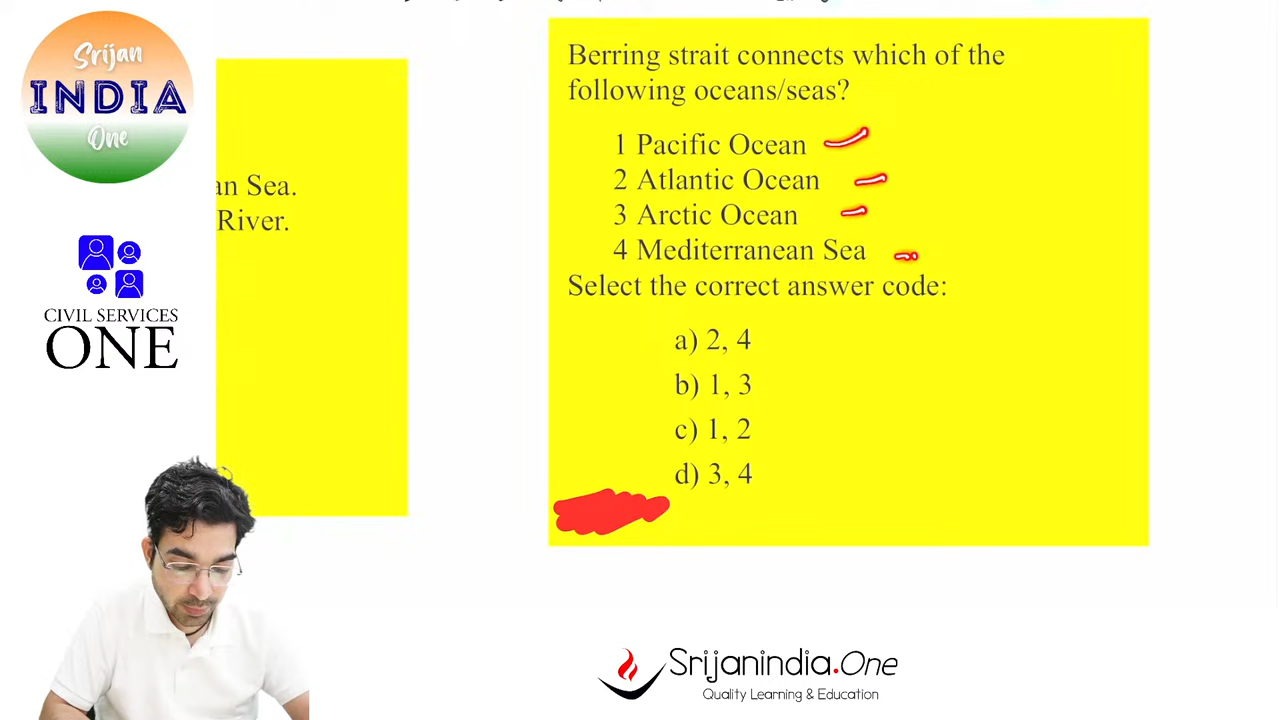 Srijan
INDIA
One
an Sea.
River.
CIVIL SERVICES
ONE
Berring strait connects which of the
following oceans/seas?
1 Pacific Ocean
2 Atlantic Ocean
3 Arctic Ocean
4 Mediterranean Sea
Select the correct answer code:
a) 2, 4
b) 1, 3
c) 1, 2
d) 3, 4
Srijanindia.One
Quality Learning & Education